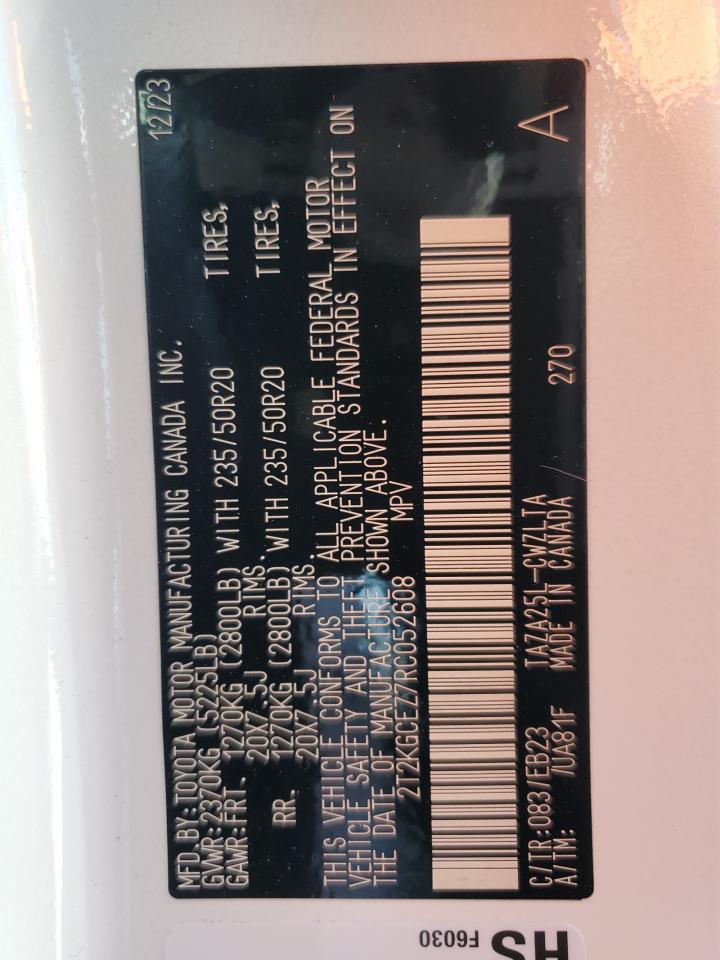 MFD.BY:TOYOTA MOTOR MANUFACTURING CANADA INC. 12/23
GVWR:2370KG (5225LB)
GAWR:FRT. 1270KG (2800LB) WITH 235/50R20 TIRES,
20X7.5J RIMS.
RR. 1270KG (2800LB) WITH 235/50R20 TIRES,
20X7.5J RIMS
THIS VEHICLE CONFORMS TO ALL APPLICABLE FEDERAL MOTOR
VEHICLE SAFETY AND THEFT PREVENTION STANDARDS IN EFFECT ON
THE DATE OF MANUFACTURE SHOWN ABOVE.
2T2KGCEZ7RC052608 MPV
C/TR:083/EB23 TAZA25L-CWZLTA A
A/TM: /UA81F MADE IN CANADA 270
HS
F6030